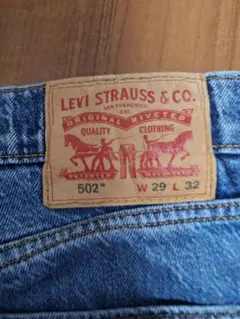 LEVI STRAUSS & CO.
SAN FRANCISCO,
CAL.
ORIGINAL RIVETED
QUALITY CLOTHING
502™ W 29 L 32